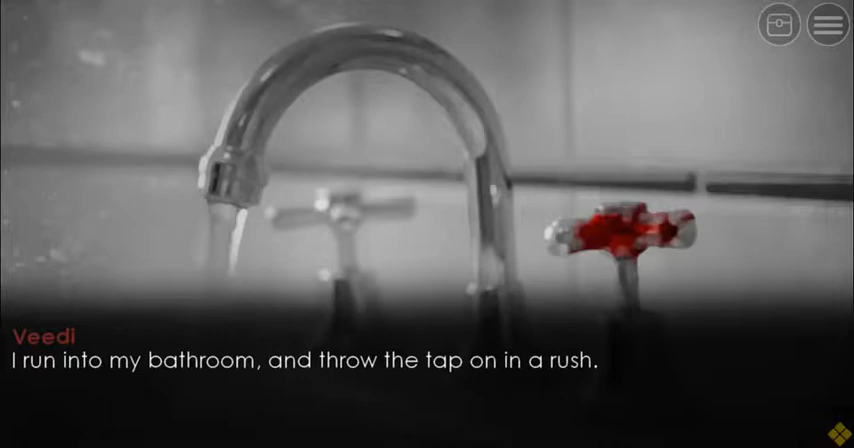 Veedi
I run into my bathroom, and throw the tap on in a rush.